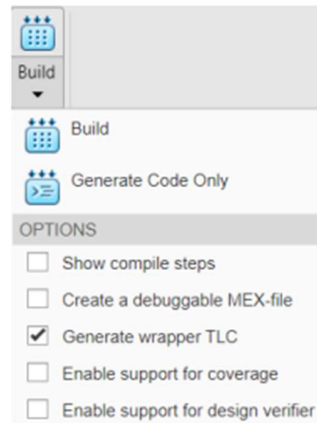 Build
Build
Generate Code Only
OPTIONS
Show compile steps
Create a debuggable MEX-file
Generate wrapper TLC
Enable support for coverage
Enable support for design verifier